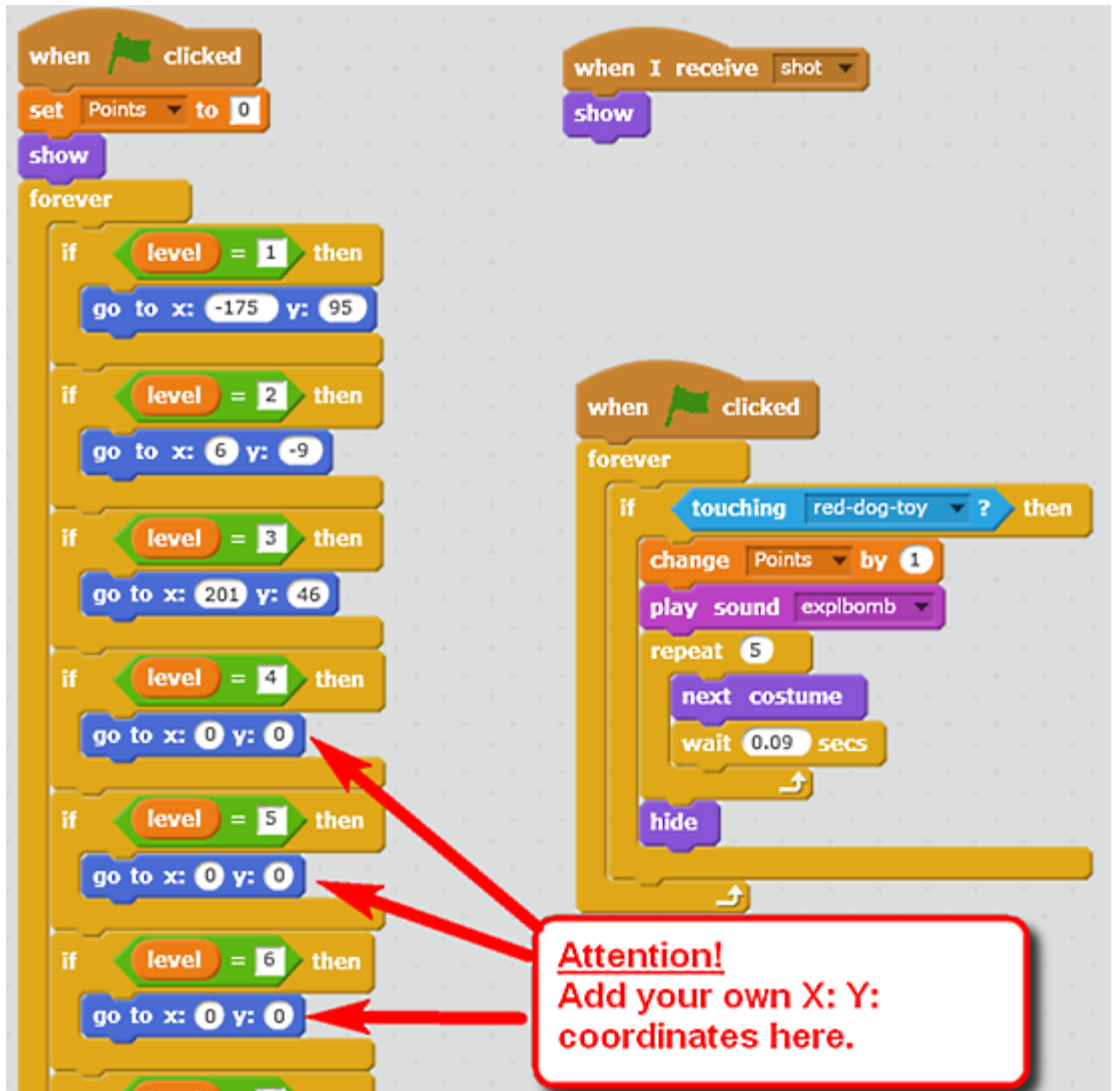 when clicked
set Points to 0
show
forever
if level = 1 then
go to x: -175 y: 95
if level = 2 then
go to x: 6 y: -9
if level = 3 then
go to x: 201 y: 46
if level = 4 then
go to x: 0 y: 0
if level = 5 then
go to x: 0 y: 0
if level = 6 then
go to x: 0 y: 0
when I receive shot
show
when clicked
forever
if touching red-dog-toy ? then
change Points by 1
play sound explbomb
repeat 5
next costume
wait 0.09 secs
hide
Attention!
Add your own X: Y:
coordinates here.